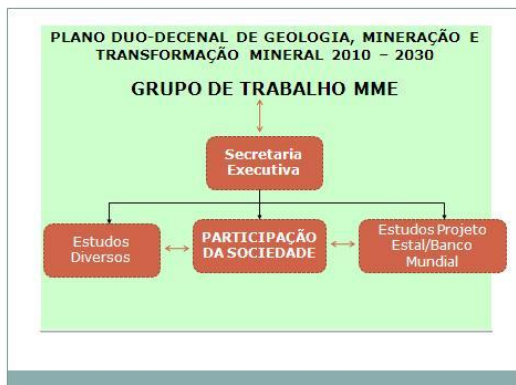 PLANO DUO-DECENAL DE GEOLOGIA, MINERAÇÃO E
TRANSFORMAÇÃO MINERAL 2010 – 2030
GRUPO DE TRABALHO MME
Secretaria
Executiva
Estudos
Diversos
PARTICIPAÇÃO
DA SOCIEDADE
Estudos Projeto
Estal/Banco
Mundial